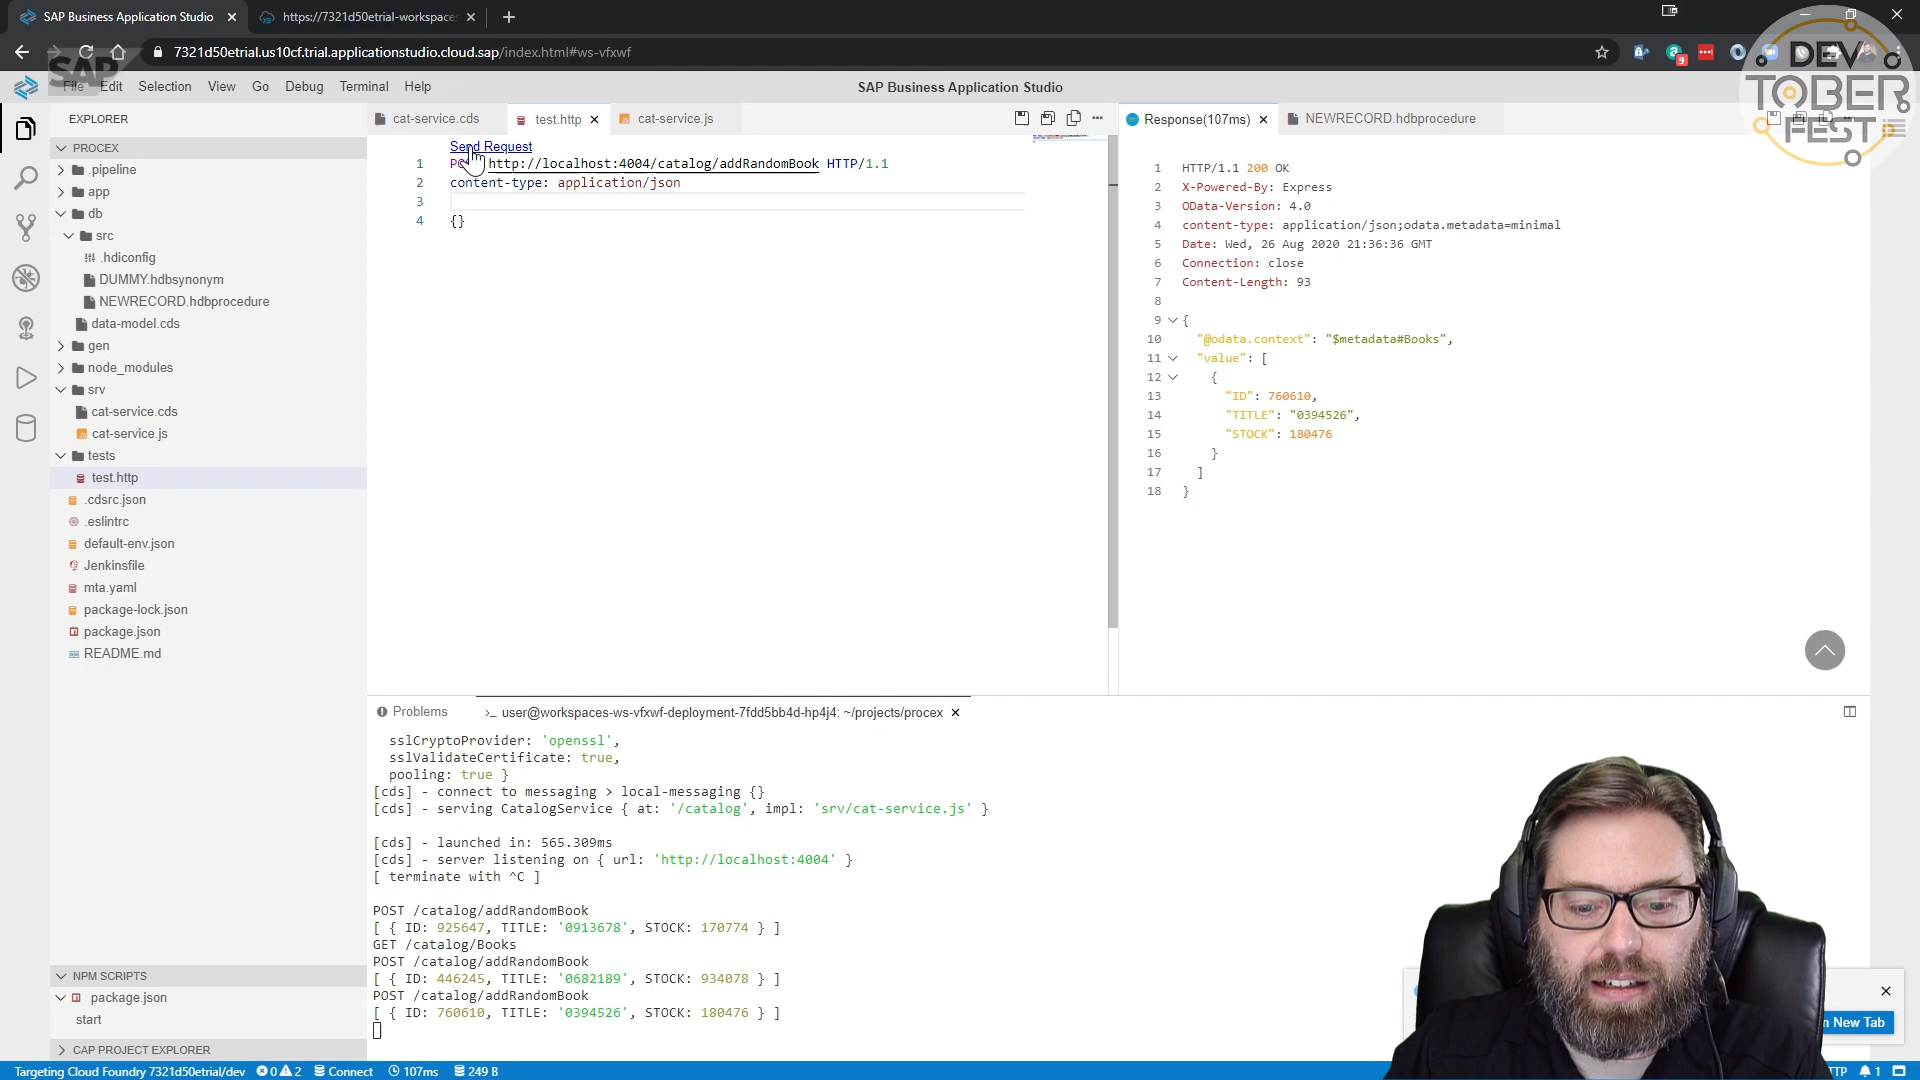 SAP Business Application Studio
https://7321d50etrial-workspaces
7321d50etrial.us10cf.trial.applicationstudio.cloud.sap/index.html#ws-vfxwf
9
SAP
DEV
TOBER
FEST
File Edit Selection View Go Debug Terminal Help
SAP Business Application Studio
EXPLORER
PROCEX
.pipeline
app
db
src
.hdiconfig
DUMMY.hdbsynonym
NEWRECORD.hdbprocedure
data-model.cds
gen
node_modules
srv
cat-service.cds
cat-service.js
tests
test.http
.cdsrc.json
.eslintrc
default-env.json
Jenkinsfile
mta.yaml
package-lock.json
package.json
README.md
NPM SCRIPTS
package.json
start
CAP PROJECT EXPLORER
cat-service.cds
test.http
cat-service.js
Send Request
1 http://localhost:4004/catalog/addRandomBook HTTP/1.1
2 content-type: application/json
3
4 {}
Response(107ms)
NEWRECORD.hdbprocedure
1 HTTP/1.1 200 OK
2 X-Powered-By: Express
3 OData-Version: 4.0
4 content-type: application/json;odata.metadata=minimal
5 Date: Wed, 26 Aug 2020 21:36:36 GMT
6 Connection: close
7 Content-Length: 93
8
9 {
10 "@odata.context": "$metadata#Books",
11 "value": [
12 {
13 "ID": 760610,
14 "TITLE": "0394526",
15 "STOCK": 180476
16 }
17 ]
18 }
Problems
>_ user@workspaces-ws-vfxwf-deployment-7fdd5bb4d-hp4j4: ~/projects/procex
sslCryptoProvider: 'openssl',
sslValidateCertificate: true,
pooling: true }
[cds] - connect to messaging > local-messaging {}
[cds] - serving CatalogService { at: '/catalog', impl: 'srv/cat-service.js' }
[cds] - launched in: 565.309ms
[cds] - server listening on { url: 'http://localhost:4004' }
[ terminate with ^C ]
POST /catalog/addRandomBook
[ { ID: 925647, TITLE: '0913678', STOCK: 170774 } ]
GET /catalog/Books
POST /catalog/addRandomBook
[ { ID: 446245, TITLE: '0682189', STOCK: 934078 } ]
POST /catalog/addRandomBook
[ { ID: 760610, TITLE: '0394526', STOCK: 180476 } ]
New Tab
Targeting Cloud Foundry 7321d50etrial/dev 0 2 Connect 107ms 249 B
1